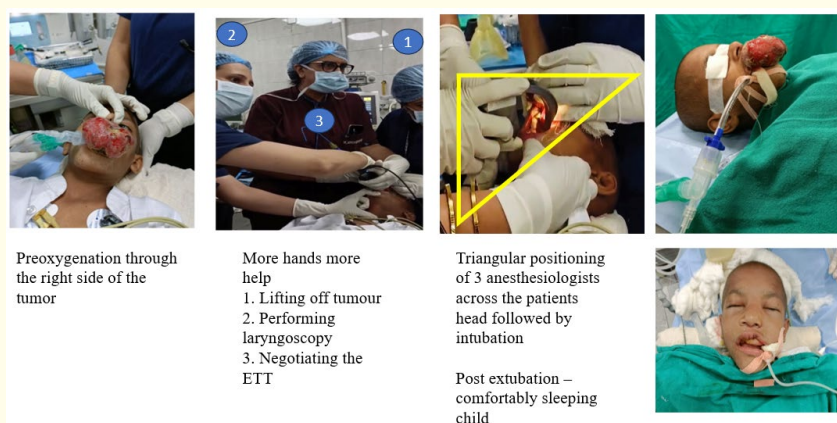 2
1
3
Preoxygenation through
the right side of the
tumor
More hands more
help
1. Lifting off tumour
2. Performing
laryngoscopy
3. Negotiating the
ETT
Triangular positioning
of 3 anesthesiologists
across the patients
head followed by
intubation
Post extubation –
comfortably sleeping
child